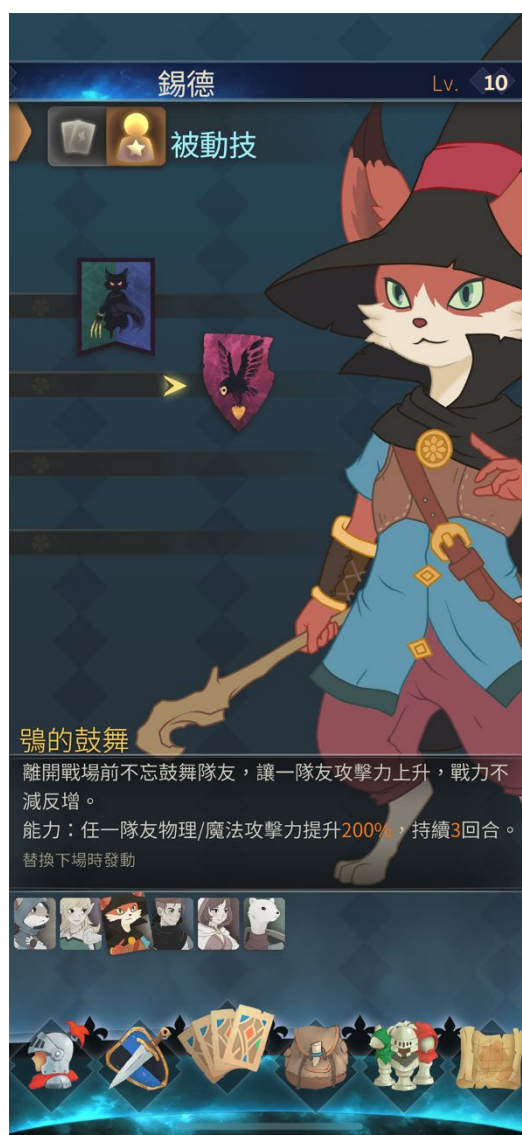 錫德
Lv. 10
被動技
鴞的鼓舞
離開戰場前不忘鼓舞隊友，讓一隊友攻擊力上升，戰力不
減反增。
能力：任一隊友物理/魔法攻擊力提升200%，持續3回合。
替換下場時發動